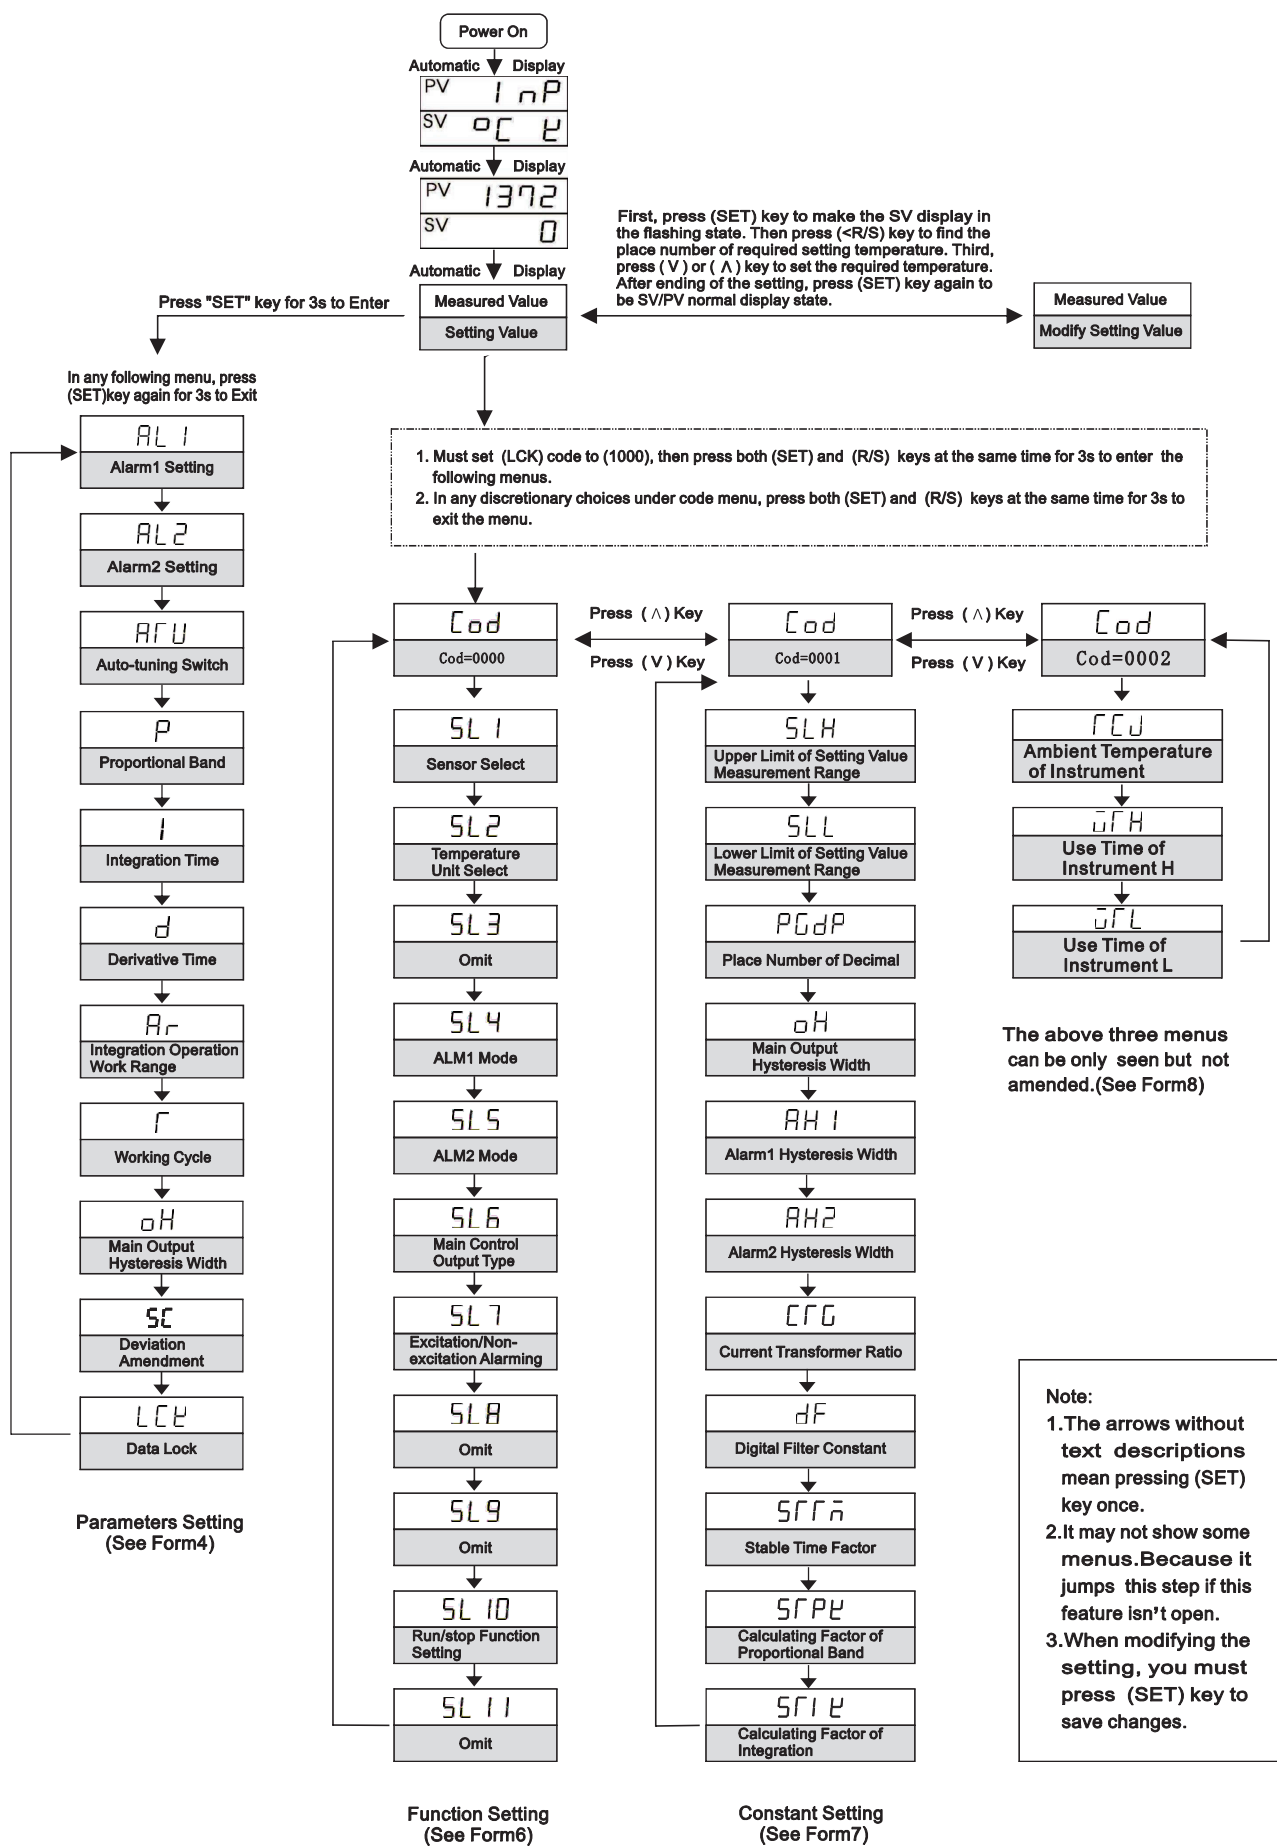 Power On
Automatic Display
PV InP
SV °C K
Automatic Display
PV 1372
SV 0
Automatic Display
Measured Value
Setting Value
First, press (SET) key to make the SV display in
the flashing state. Then press (<R/S) key to find the
place number of required setting temperature. Third,
press ( V ) or ( Λ ) key to set the required temperature.
After ending of the setting, press (SET) key again to
be SV/PV normal display state.
Measured Value
Modify Setting Value
Press "SET" key for 3s to Enter
In any following menu, press
(SET)key again for 3s to Exit
AL1
Alarm1 Setting
AL2
Alarm2 Setting
ATU
Auto-tuning Switch
P
Proportional Band
I
Integration Time
d
Derivative Time
Ar
Integration Operation
Work Range
T
Working Cycle
oH
Main Output
Hysteresis Width
SC
Deviation
Amendment
LCK
Data Lock
Parameters Setting
(See Form4)
1. Must set (LCK) code to (1000), then press both (SET) and (R/S) keys at the same time for 3s to enter the
following menus.
2. In any discretionary choices under code menu, press both (SET) and (R/S) keys at the same time for 3s to
exit the menu.
Cod
Cod=0000
SL1
Sensor Select
SL2
Temperature
Unit Select
SL3
Omit
SL4
ALM1 Mode
SL5
ALM2 Mode
SL6
Main Control
Output Type
SL7
Excitation/Non-
excitation Alarming
SL8
Omit
SL9
Omit
SL10
Run/stop Function
Setting
SL11
Omit
Function Setting
(See Form6)
Press ( Λ ) Key
Press ( V ) Key
Cod
Cod=0001
SLH
Upper Limit of Setting Value
Measurement Range
SLL
Lower Limit of Setting Value
Measurement Range
PGdP
Place Number of Decimal
oH
Main Output
Hysteresis Width
AH1
Alarm1 Hysteresis Width
AH2
Alarm2 Hysteresis Width
CTG
Current Transformer Ratio
dF
Digital Filter Constant
STTM
Stable Time Factor
STPK
Calculating Factor of
Proportional Band
STIK
Calculating Factor of
Integration
Constant Setting
(See Form7)
Press ( Λ ) Key
Press ( V ) Key
Cod
Cod=0002
TCJ
Ambient Temperature
of Instrument
UTH
Use Time of
Instrument H
UTL
Use Time of
Instrument L
The above three menus
can be only seen but not
amended.(See Form8)
Note:
1.The arrows without
text descriptions
mean pressing (SET)
key once.
2.It may not show some
menus.Because it
jumps this step if this
feature isn't open.
3.When modifying the
setting, you must
press (SET) key to
save changes.